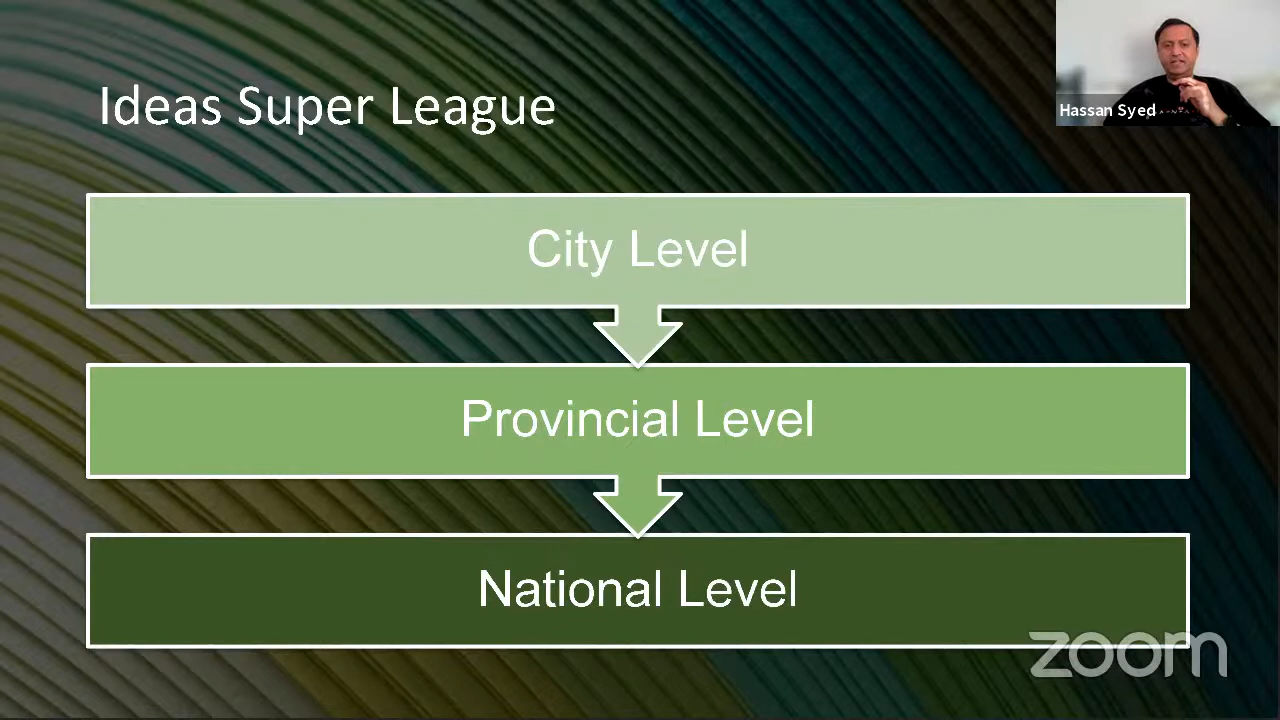 Ideas Super League
Hassan Syed
City Level
Provincial Level
National Level
zoom